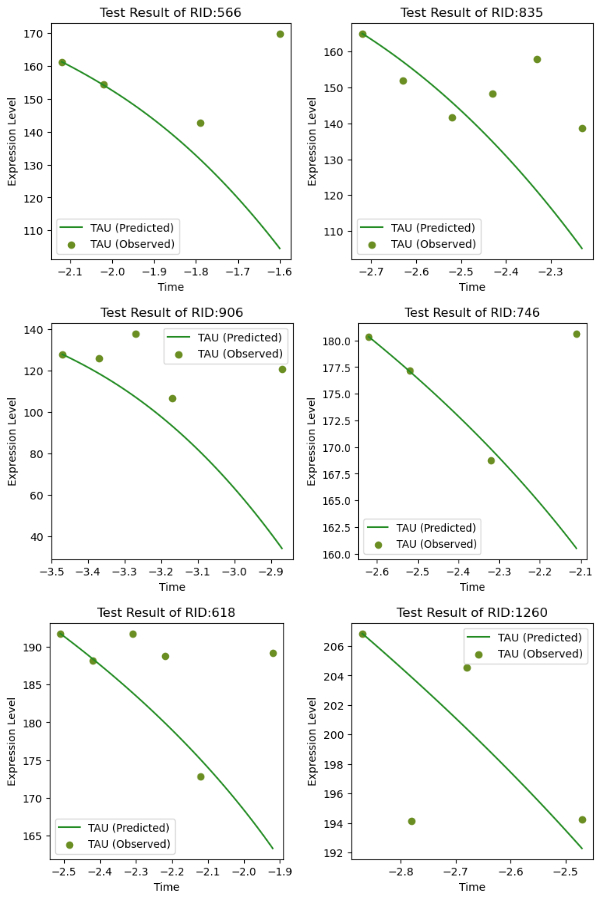 Test Result of RID:566
Expression Level
170
160
150
140
130
120
110
TAU (Predicted)
TAU (Observed)
−2.1 −2.0 −1.9 −1.8 −1.7 −1.6
Time
Test Result of RID:835
Expression Level
160
150
140
130
120
110
TAU (Predicted)
TAU (Observed)
−2.7 −2.6 −2.5 −2.4 −2.3
Time
Test Result of RID:906
Expression Level
140
120
100
80
60
40
TAU (Predicted)
TAU (Observed)
−3.5 −3.4 −3.3 −3.2 −3.1 −3.0 −2.9
Time
Test Result of RID:746
Expression Level
180.0
177.5
175.0
172.5
170.0
167.5
165.0
162.5
160.0
TAU (Predicted)
TAU (Observed)
−2.6 −2.5 −2.4 −2.3 −2.2 −2.1
Time
Test Result of RID:618
Expression Level
190
185
180
175
170
165
TAU (Predicted)
TAU (Observed)
−2.5 −2.4 −2.3 −2.2 −2.1 −2.0 −1.9
Time
Test Result of RID:1260
Expression Level
206
204
202
200
198
196
194
192
TAU (Predicted)
TAU (Observed)
−2.8 −2.7 −2.6 −2.5
Time